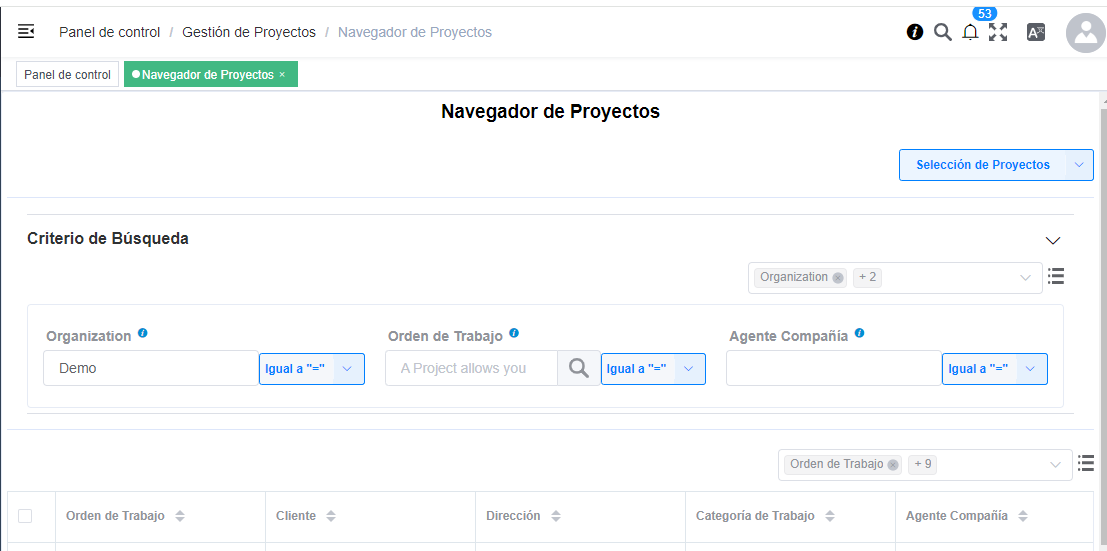 53
Panel de control / Gestión de Proyectos / Navegador de Proyectos
Panel de control Navegador de Proyectos ×
Navegador de Proyectos
Selección de Proyectos
Criterio de Búsqueda
Organization + 2
Organization Orden de Trabajo Agente Compañía
Demo Igual a "=" A Project allows you Igual a "=" Igual a "="
Orden de Trabajo + 9
Orden de Trabajo Cliente Dirección Categoría de Trabajo Agente Compañía